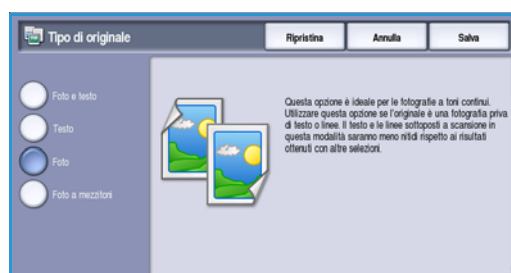 Tipo di originale
Ripristina
Annulla
Salva
Foto e testo
Testo
Foto
Foto a mezzitoni
Questa opzione è ideale per le fotografie a toni continui.
Utilizzare questa opzione se l'originale è una fotografia priva
di testo o linee. Il testo e le linee sottoposti a scansione in
questa modalità saranno meno nitidi rispetto ai risultati
ottenuti con altre selezioni.